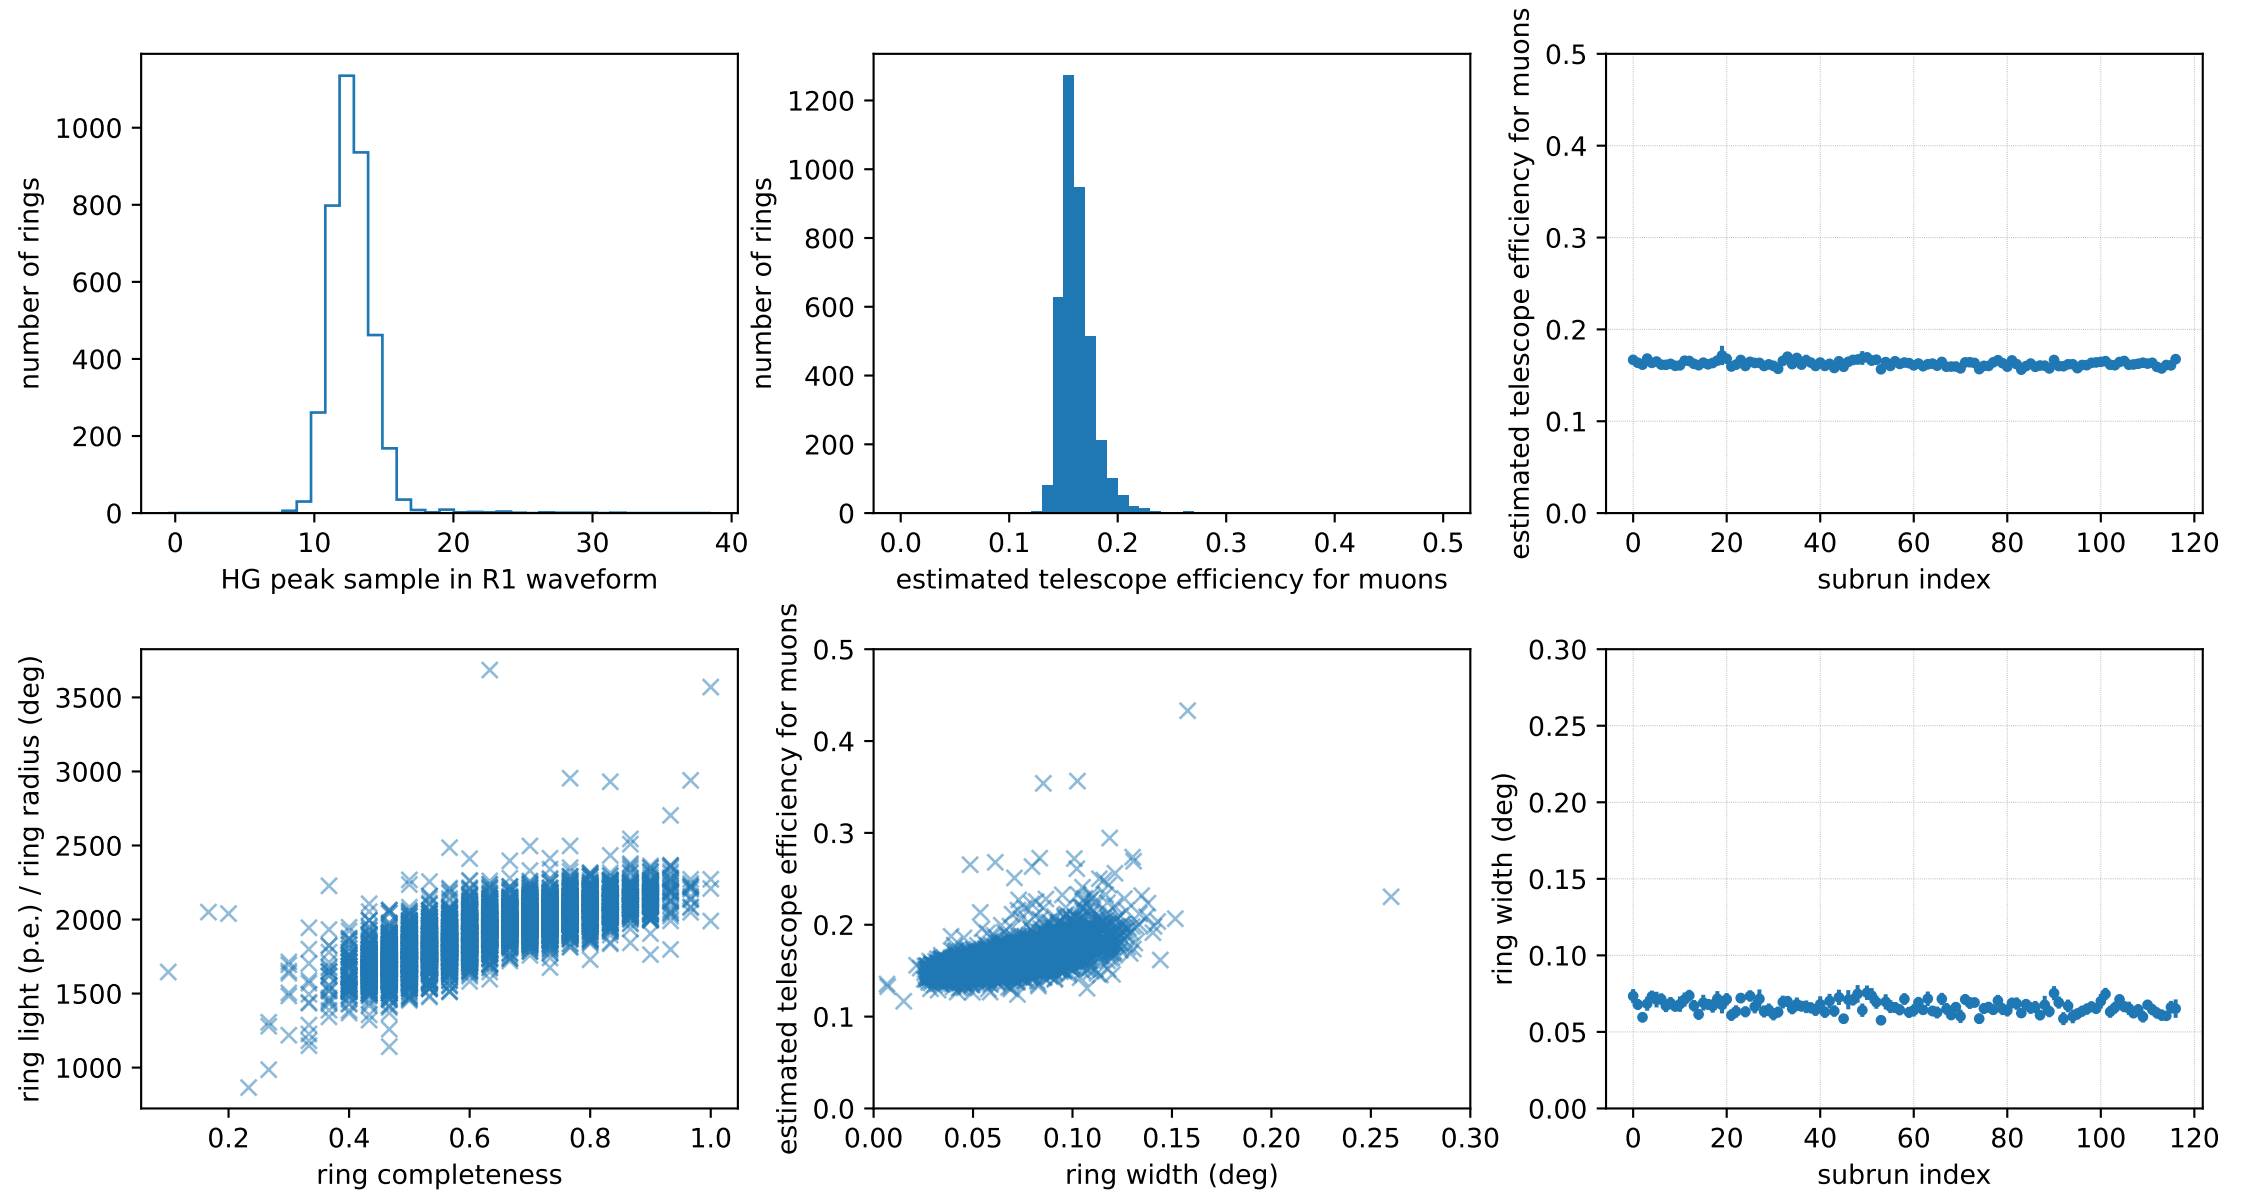 number of rings
1000
800
600
400
200
0
0 10 20 30 40
HG peak sample in R1 waveform
number of rings
1200
1000
800
600
400
200
0
0.0 0.1 0.2 0.3 0.4 0.5
estimated telescope efficiency for muons
estimated telescope efficiency for muons
0.5
0.4
0.3
0.2
0.1
0.0
0 20 40 60 80 100 120
subrun index
ring light (p.e.) / ring radius (deg)
3500
3000
2500
2000
1500
1000
0.2 0.4 0.6 0.8 1.0
ring completeness
estimated telescope efficiency for muons
0.5
0.4
0.3
0.2
0.1
0.0
0.00 0.05 0.10 0.15 0.20 0.25 0.30
ring width (deg)
ring width (deg)
0.30
0.25
0.20
0.15
0.10
0.05
0.00
0 20 40 60 80 100 120
subrun index